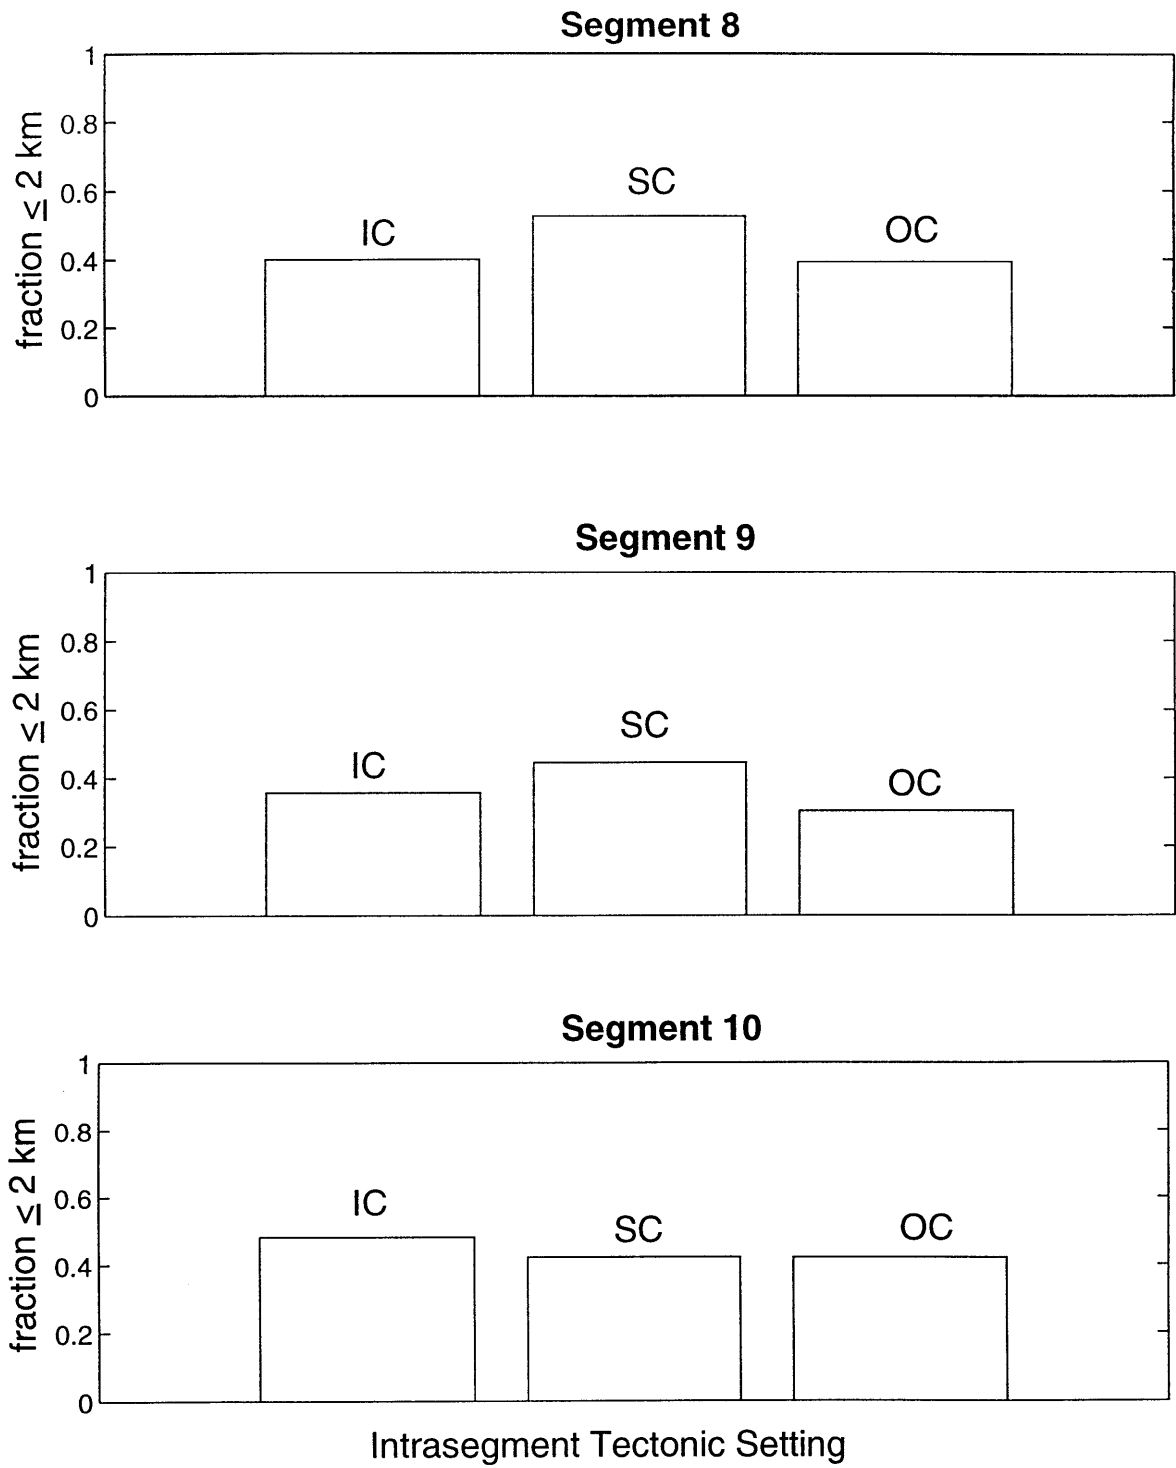 Segment 8
fraction ≤ 2 km
1
0.8
0.6
0.4
0.2
0
IC
SC
OC
Segment 9
fraction ≤ 2 km
1
0.8
0.6
0.4
0.2
0
IC
SC
OC
Segment 10
fraction ≤ 2 km
1
0.8
0.6
0.4
0.2
0
IC
SC
OC
Intrasegment Tectonic Setting